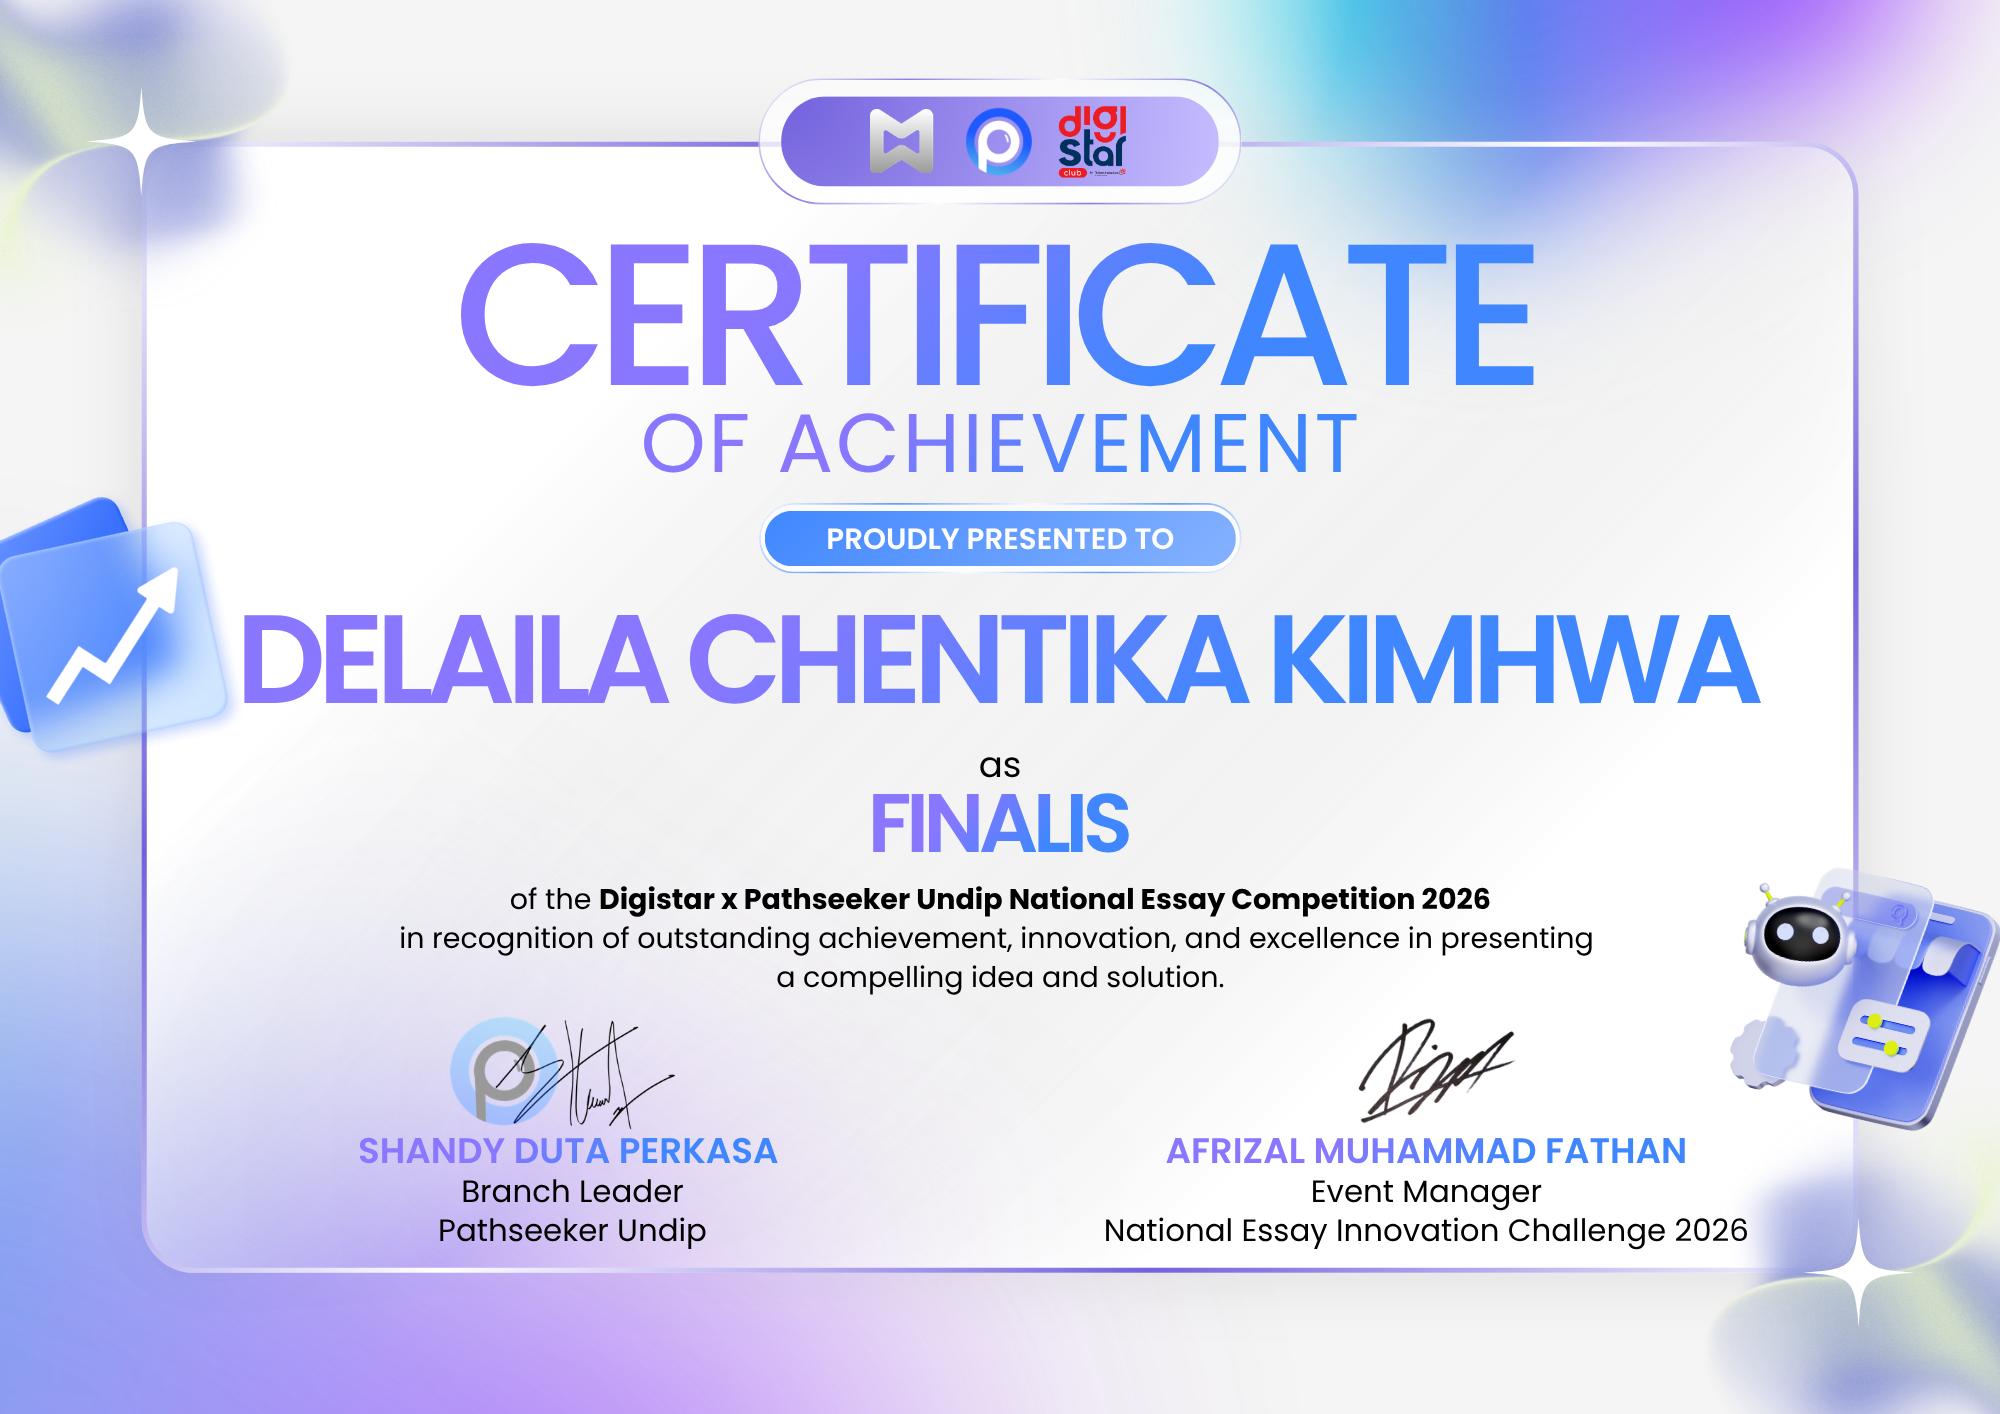 digi
star
club
CERTIFICATE
OF ACHIEVEMENT
PROUDLY PRESENTED TO
DELAILA CHENTIKA KIMHWA
as
FINALIS
of the Digistar x Pathseeker Undip National Essay Competition 2026
in recognition of outstanding achievement, innovation, and excellence in presenting
a compelling idea and solution.
SHANDY DUTA PERKASA
Branch Leader
Pathseeker Undip
AFRIZAL MUHAMMAD FATHAN
Event Manager
National Essay Innovation Challenge 2026